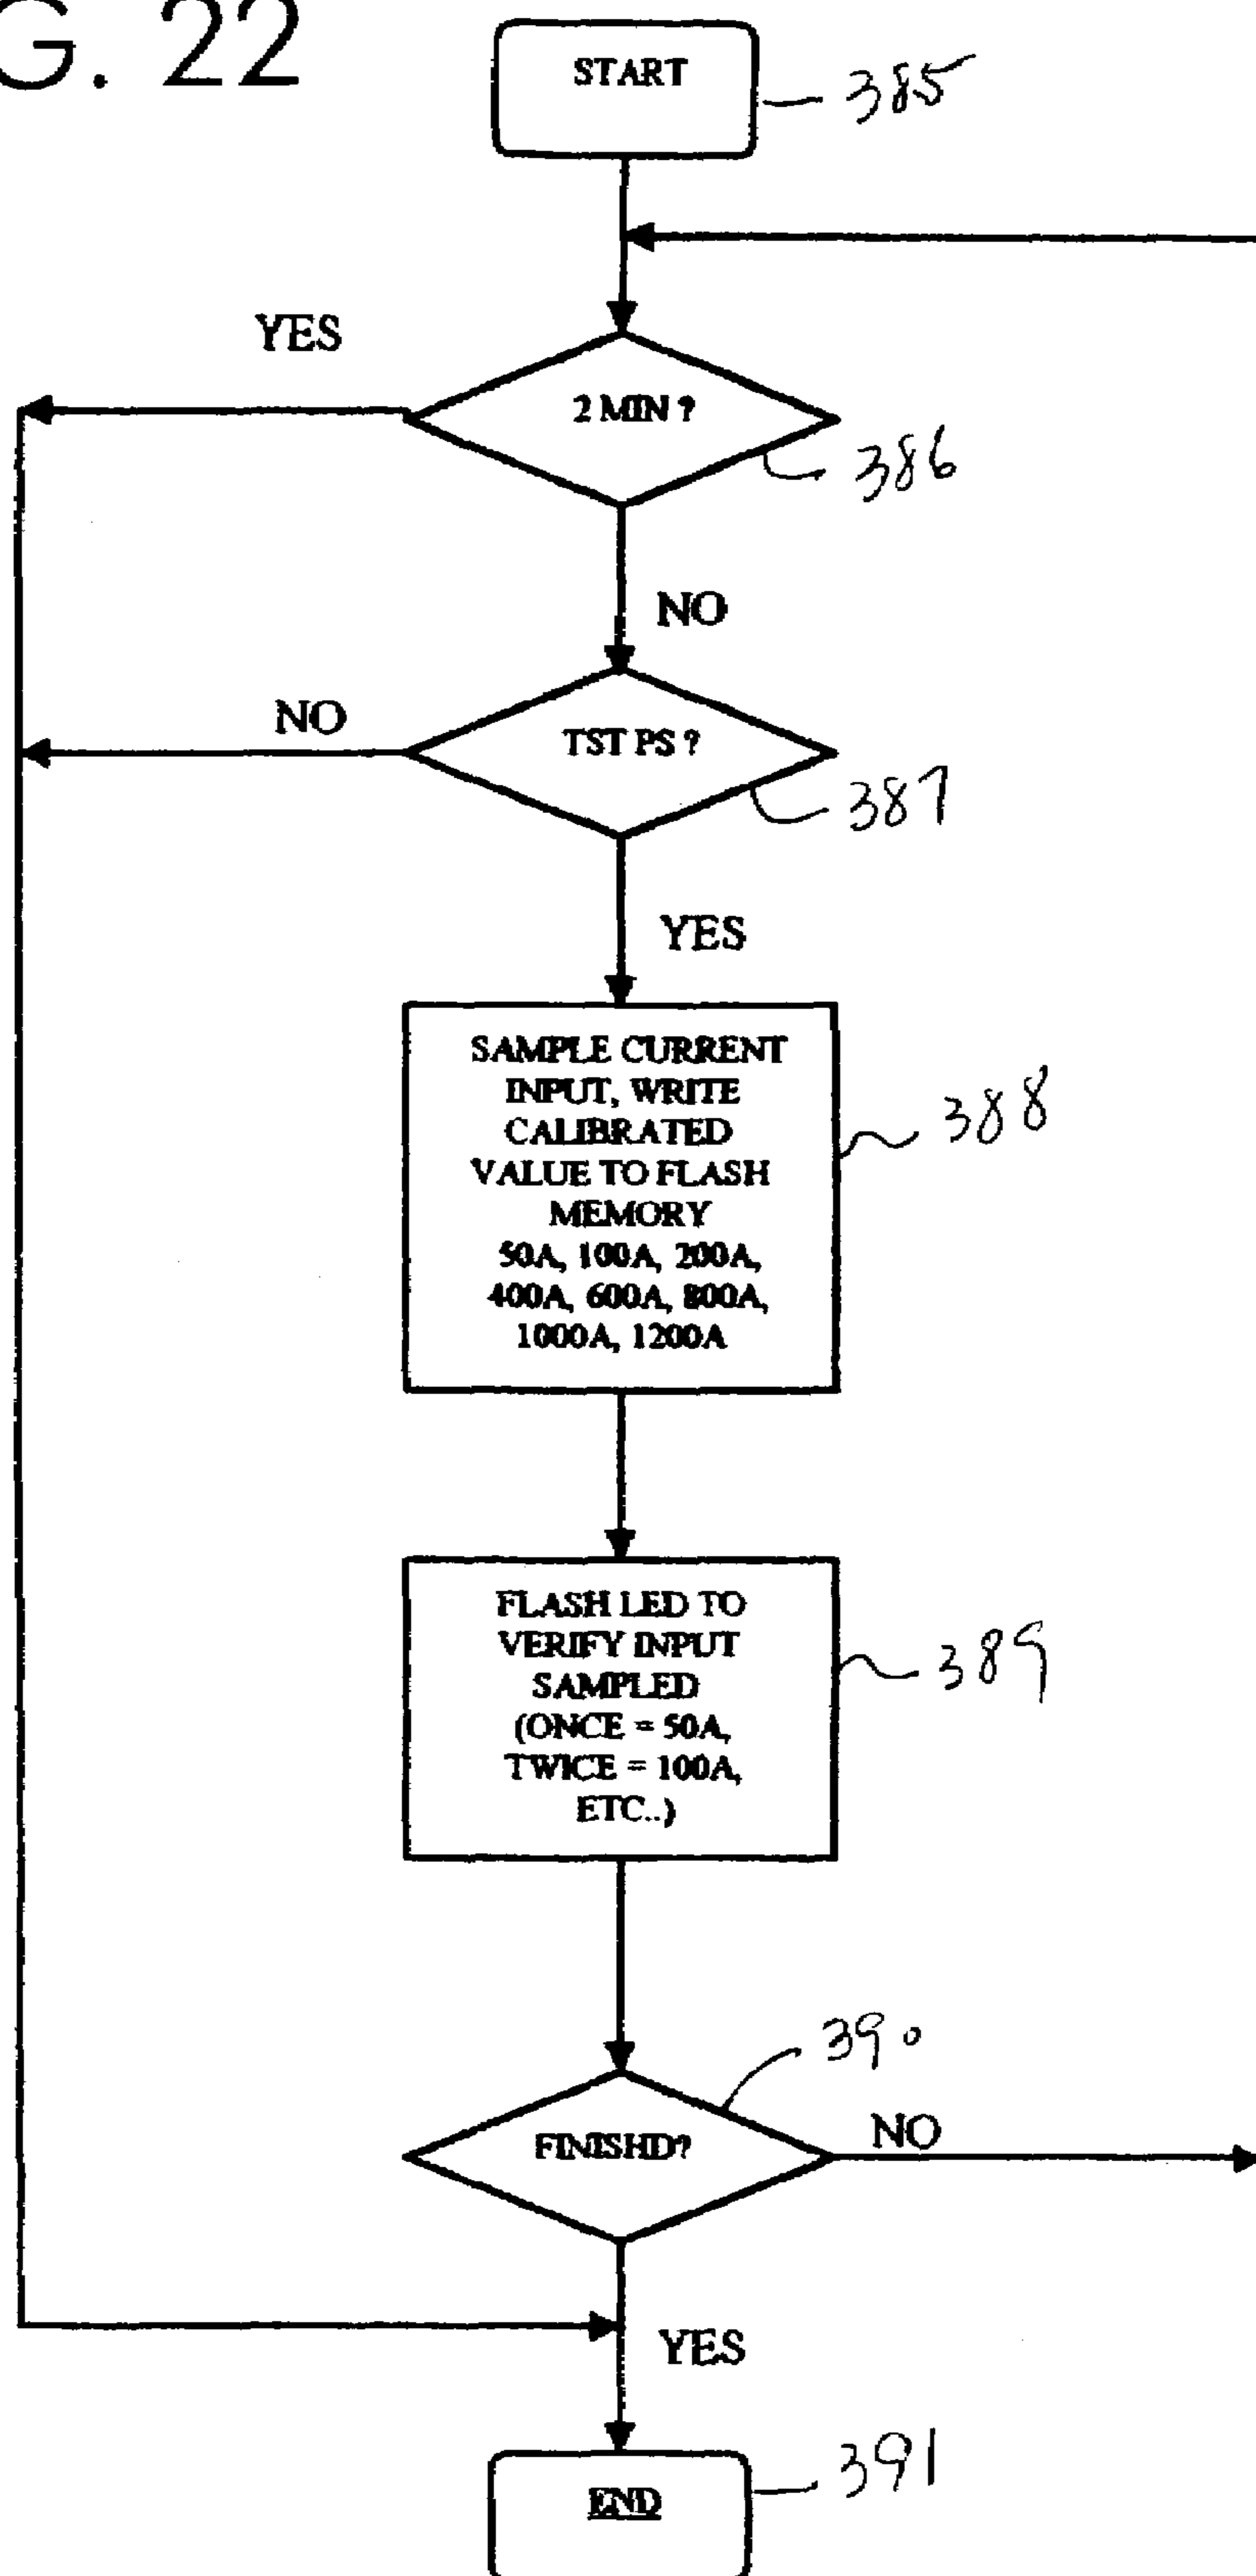 G. 22
START
385
YES
2 MIN ?
386
NO
NO
TST PS ?
387
YES
SAMPLE CURRENT
INPUT, WRITE
CALIBRATED
VALUE TO FLASH
MEMORY
50A, 100A, 200A,
400A, 600A, 800A,
1000A, 1200A
388
FLASH LED TO
VERIFY INPUT
SAMPLED
(ONCE = 50A,
TWICE = 100A,
ETC..)
389
390
FINISHD?
NO
YES
END
391